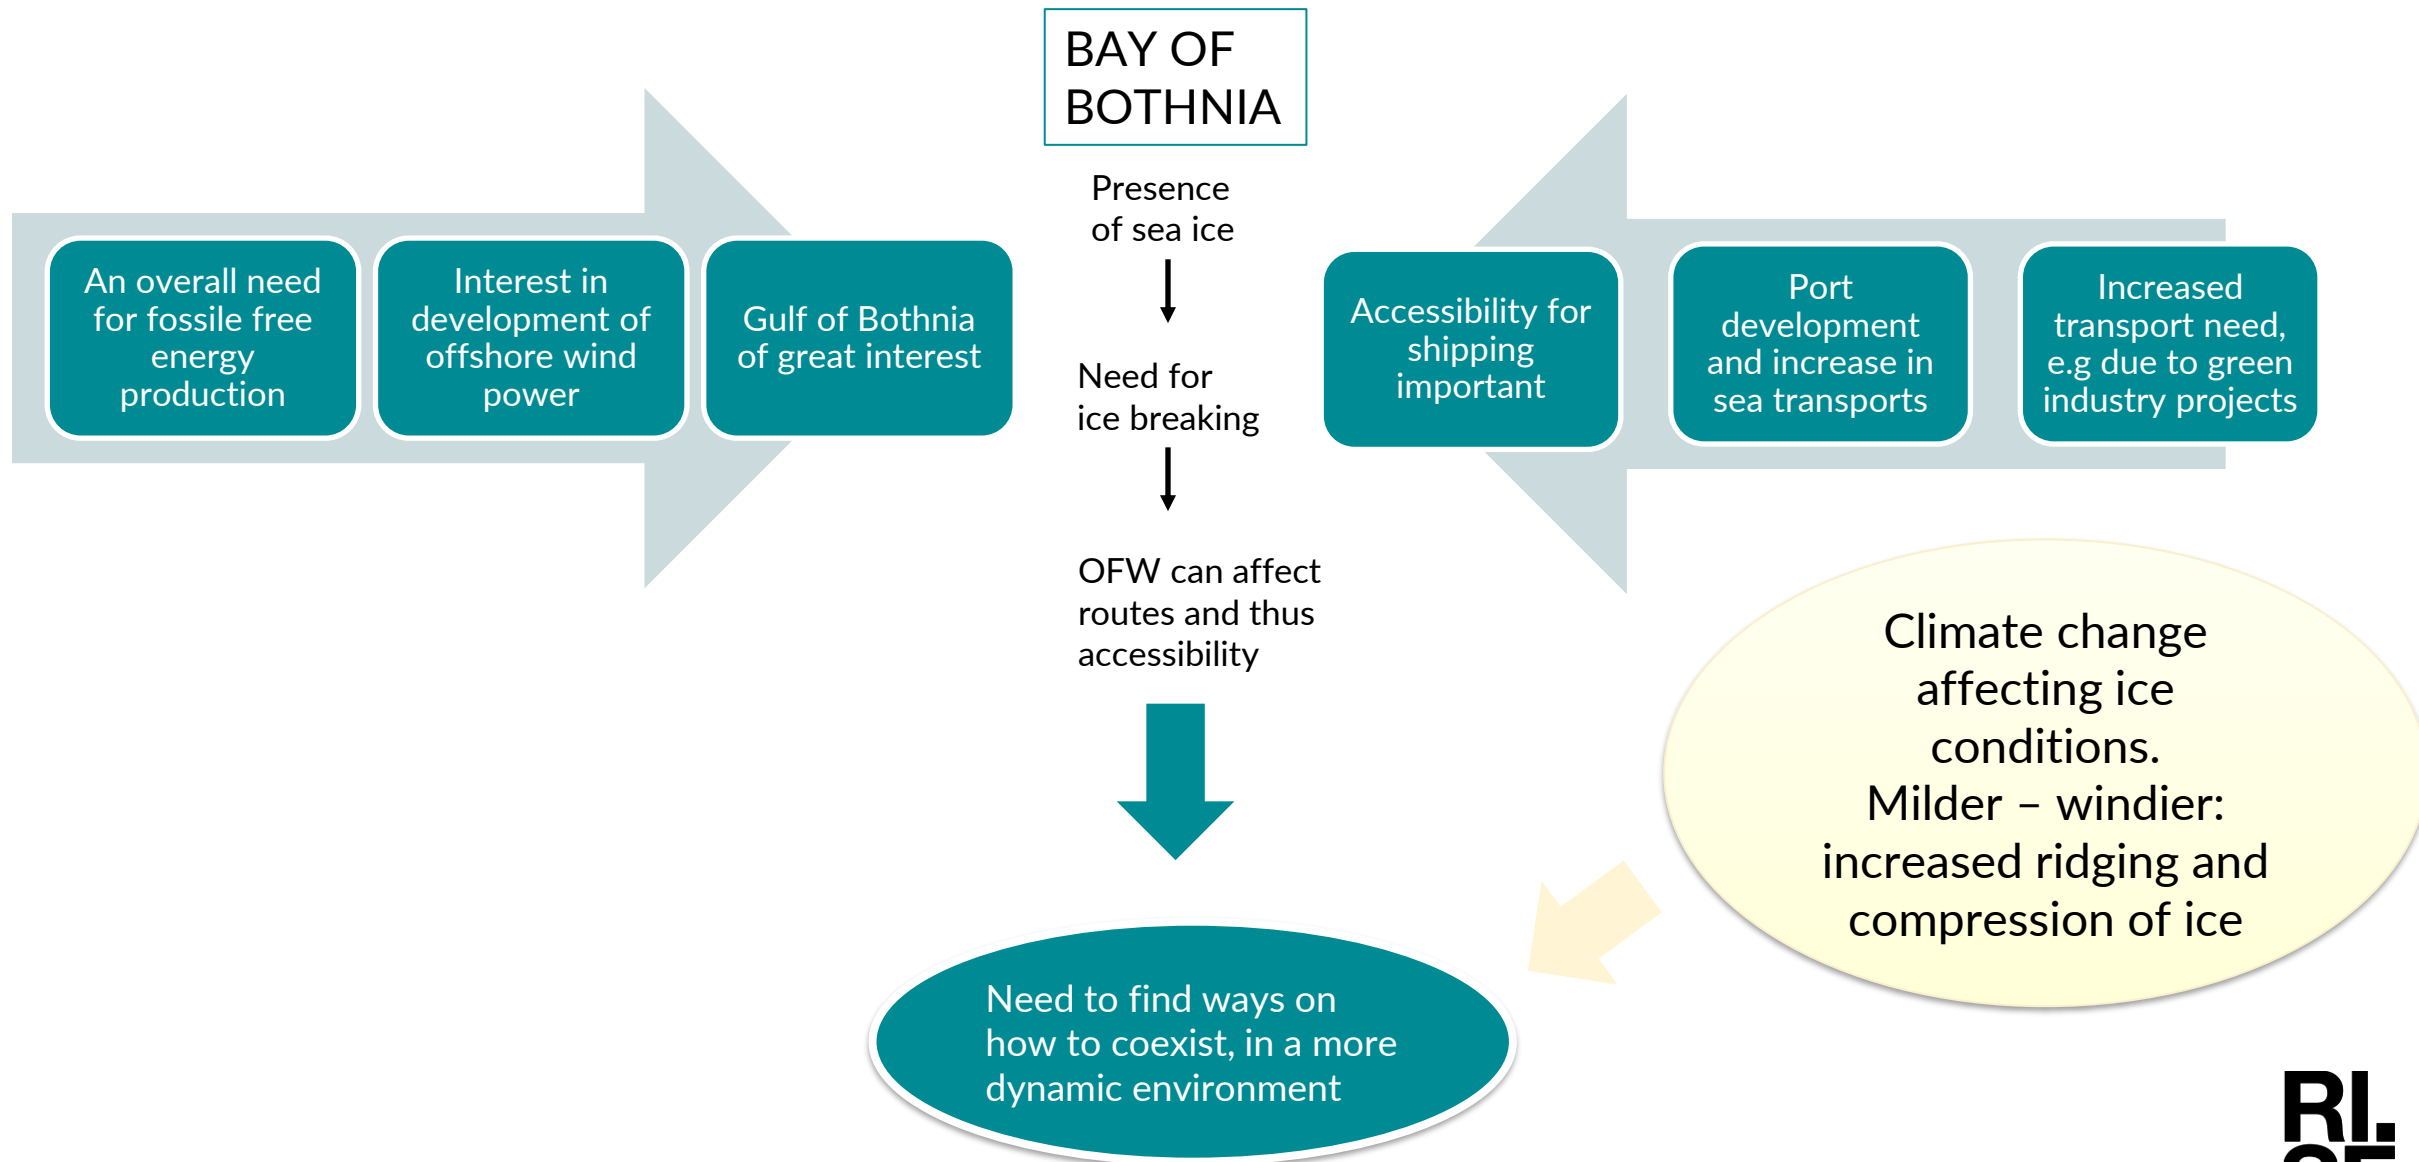 BAY OF
BOTHNIA
An overall need
for fossile free
energy
production
Interest in
development of
offshore wind
power
Gulf of Bothnia
of great interest
Presence
of sea ice
Need for
ice breaking
OFW can affect
routes and thus
accessibility
Accessibility for
shipping
important
Port
development
and increase in
sea transports
Increased
transport need,
e.g due to green
industry projects
Climate change
affecting ice
conditions.
Milder – windier:
increased ridging and
compression of ice
Need to find ways on
how to coexist, in a more
dynamic environment
RI.